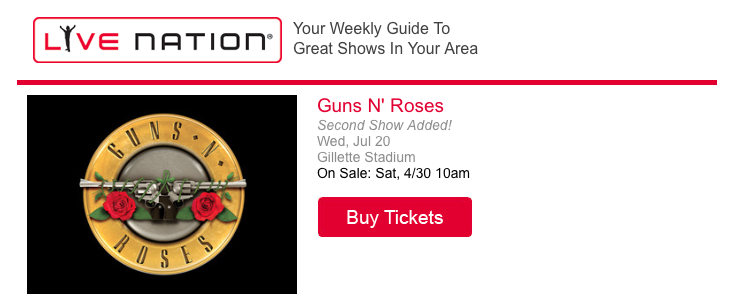 LIVE NATION®
Your Weekly Guide To
Great Shows In Your Area
GUNS·N·
ROSES
Guns N' Roses
Second Show Added!
Wed, Jul 20
Gillette Stadium
On Sale: Sat, 4/30 10am
Buy Tickets